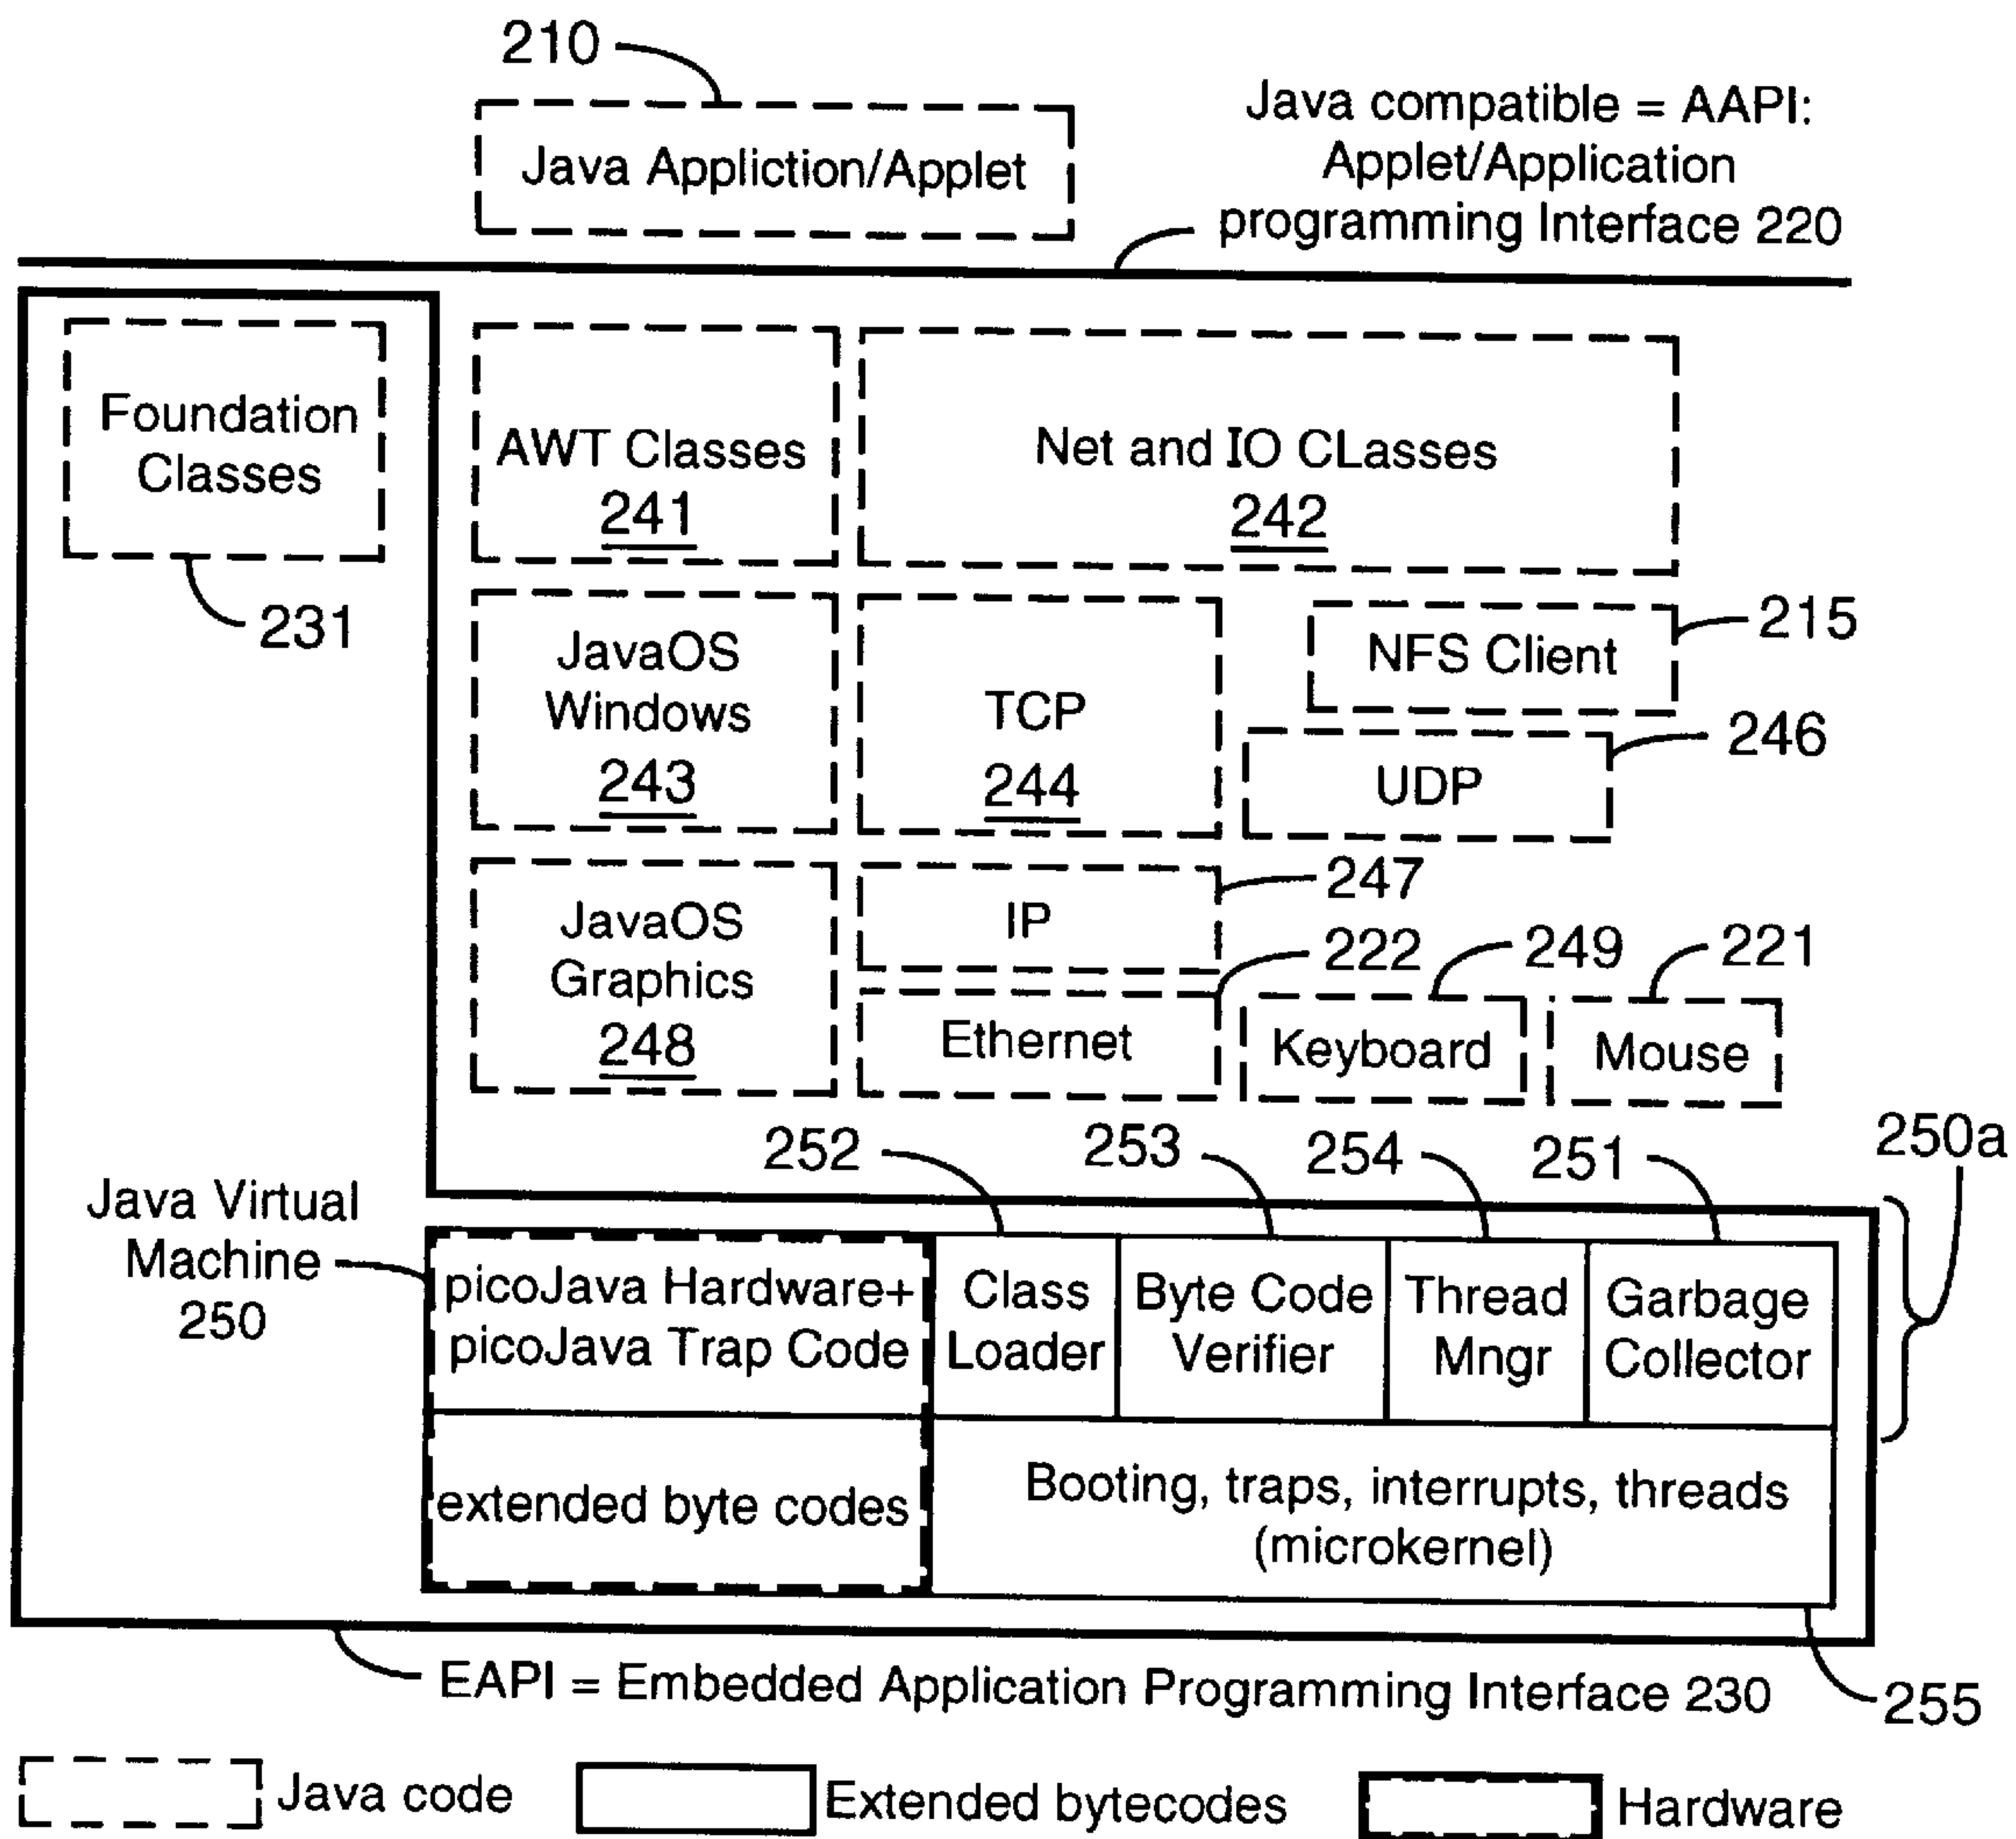 210
Java Appliction/Applet
Java compatible = AAPI:
Applet/Application
programming Interface 220
Foundation
Classes
231
AWT Classes
241
Net and IO CLasses
242
JavaOS
Windows
243
TCP
244
NFS Client
215
UDP
246
JavaOS
Graphics
248
IP
247
Ethernet
222
Keyboard
249
Mouse
221
252
253
254
251
250a
Java Virtual
Machine
250
picoJava Hardware+
picoJava Trap Code
Class
Loader
Byte Code
Verifier
Thread
Mngr
Garbage
Collector
extended byte codes
Booting, traps, interrupts, threads
(microkernel)
EAPI = Embedded Application Programming Interface 230
255
Java code
Extended bytecodes
Hardware